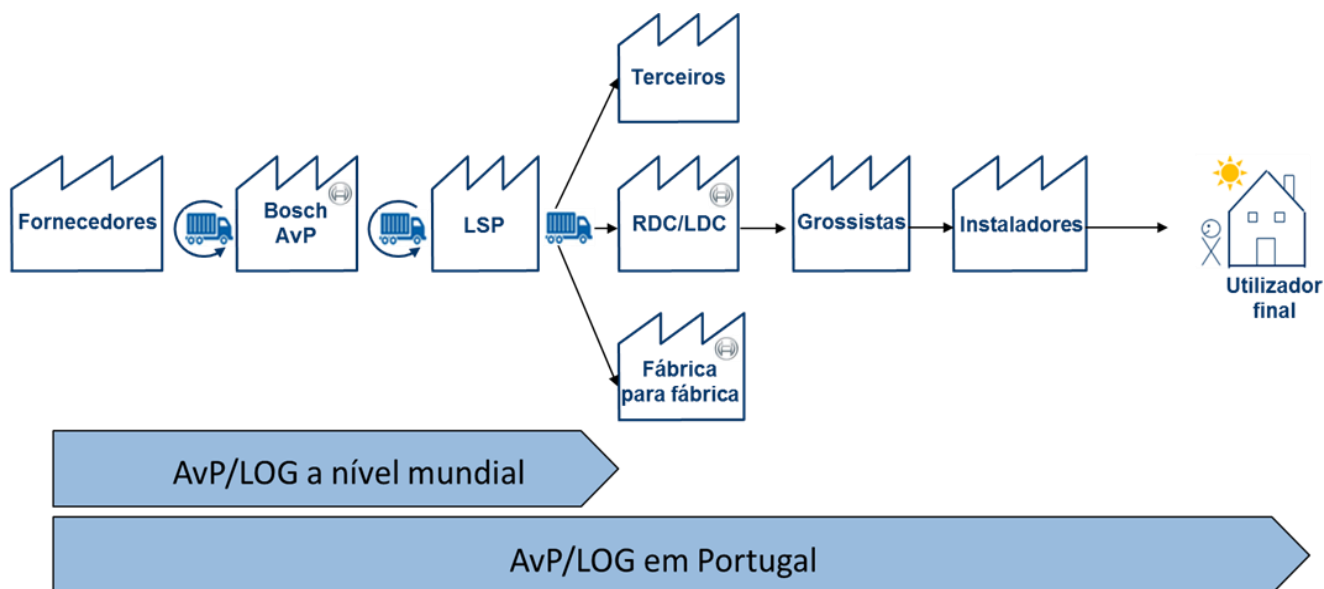 Terceiros
Fornecedores
Bosch
AvP
LSP
RDC/LDC
Grossistas
Instaladores
Utilizador
final
Fábrica
para fábrica
AvP/LOG a nível mundial
AvP/LOG em Portugal